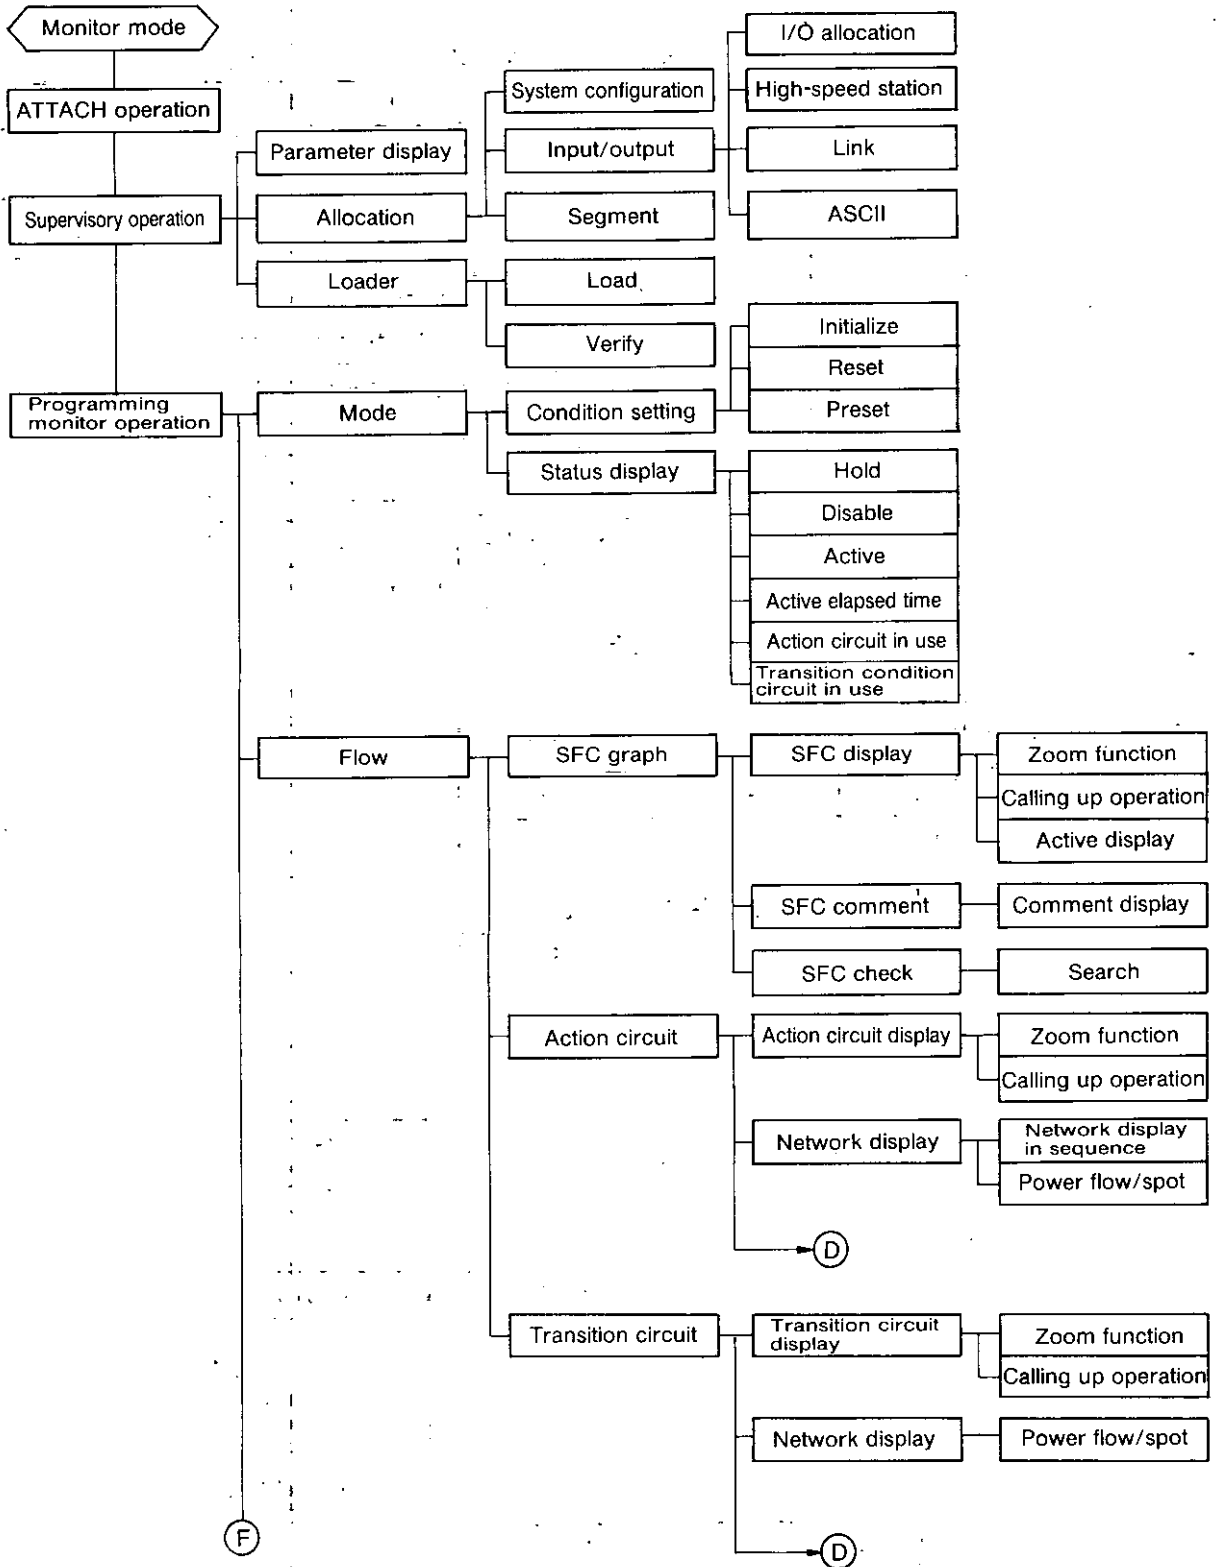 Monitor mode
ATTACH operation
Supervisory operation
Parameter display
Allocation
Loader
System configuration
Input/output
Segment
Load
Verify
I/O allocation
High-speed station
Link
ASCII
Programming
monitor operation
Mode
Condition setting
Initialize
Reset
Preset
Status display
Hold
Disable
Active
Active elapsed time
Action circuit in use
Transition condition
circuit in use
Flow
SFC graph
SFC display
Zoom function
Calling up operation
Active display
SFC comment
Comment display
SFC check
Search
Action circuit
Action circuit display
Zoom function
Calling up operation
Network display
Network display
in sequence
Power flow/spot
D
Transition circuit
Transition circuit
display
Zoom function
Calling up operation
Network display
Power flow/spot
D
F